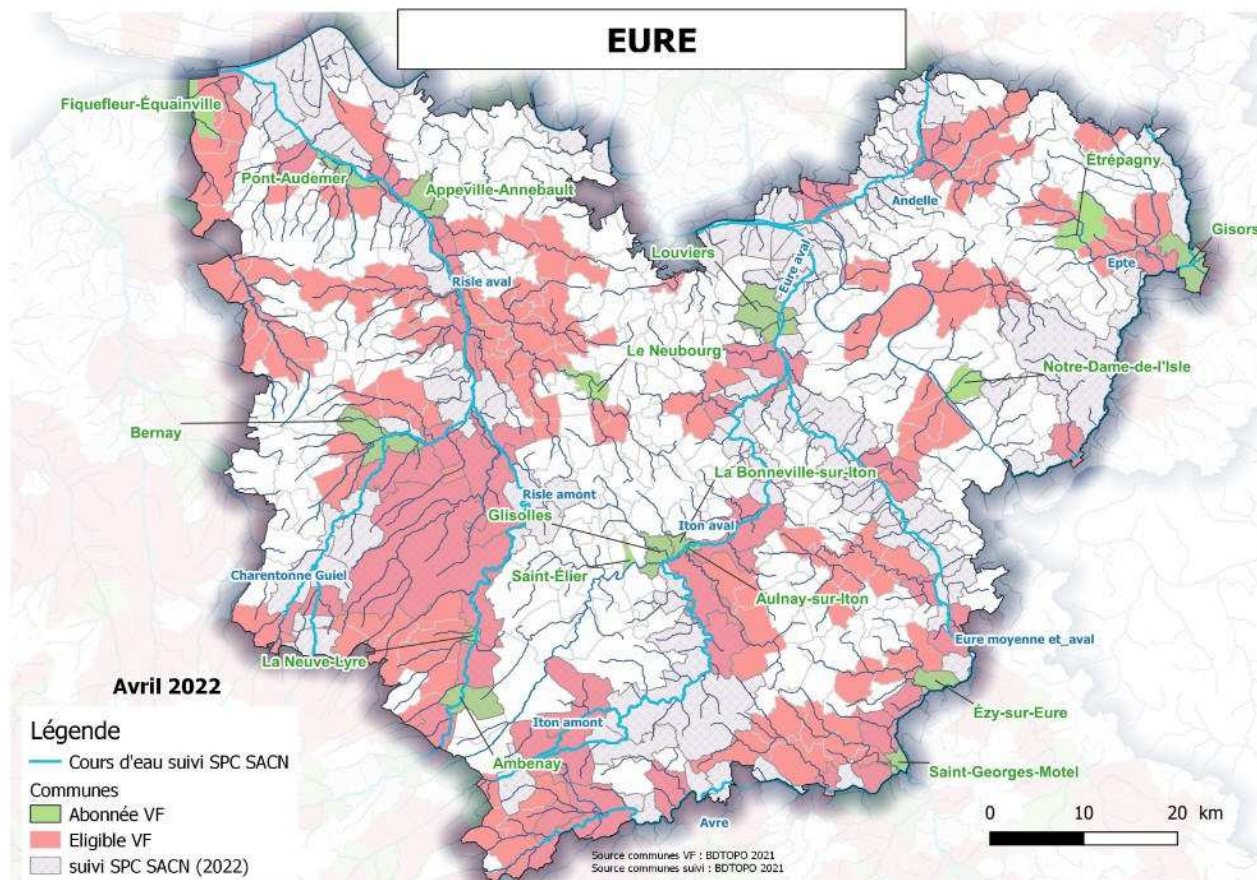 EURE
Fiquefleur-Équainville
Étrépagny
Pont-Audemer
Appeville-Annebault
Andelle
Gisors
Louviers
Eure aval
Epte
Risle aval
Le Neubourg
Notre-Dame-de-l'Isle
Bernay
La Bonneville-sur-Iton
Risle amont
Glisolles
Iton aval
Charentonne Guiel
Saint-Élier
Aulnay-sur-Iton
Eure moyenne et_aval
La Neuve-Lyre
Avril 2022
Ézy-sur-Eure
Iton amont
Ambenay
Saint-Georges-Motel
Avre
Légende
Cours d'eau suivi SPC SACN
Communes
Abonnée VF
Eligible VF
suivi SPC SACN (2022)
0 10 20 km
Source communes VF : BDTOPO 2021
Source communes suivi : BDTOPO 2021